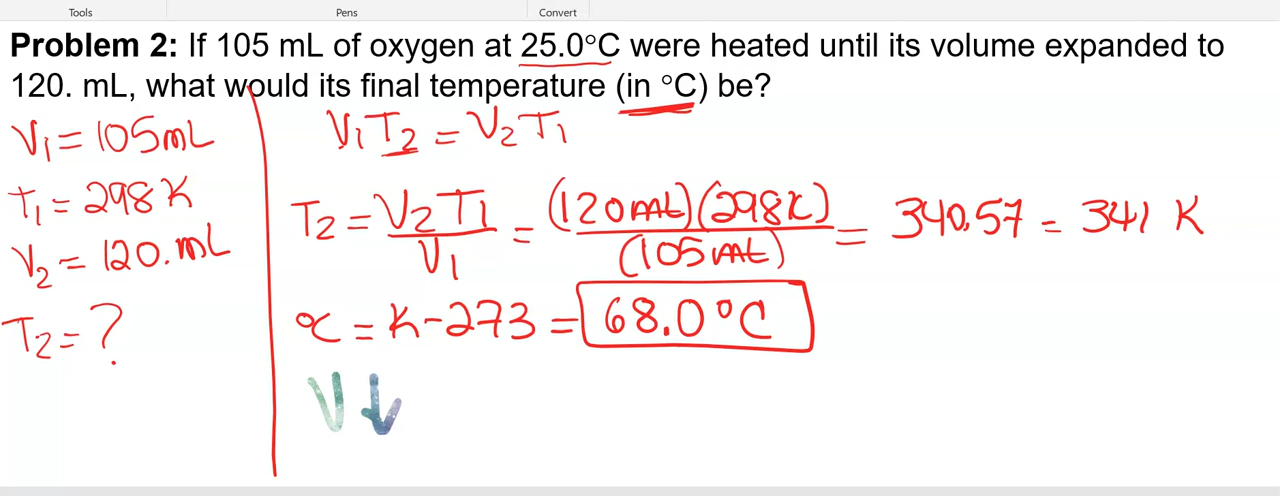 Tools Pens Convert
Problem 2: If 105 mL of oxygen at 25.0°C were heated until its volume expanded to
120. mL, what would its final temperature (in °C) be?
V₁ = 105 mL
T₁ = 298 K
V₂ = 120. mL
T₂ = ?
V₁T₂ = V₂T₁
T₂ = V₂T₁ / V₁ = (120 mL)(298K) / (105 mL) = 340.57 = 341 K
°C = K - 273 = 68.0°C
V ↓